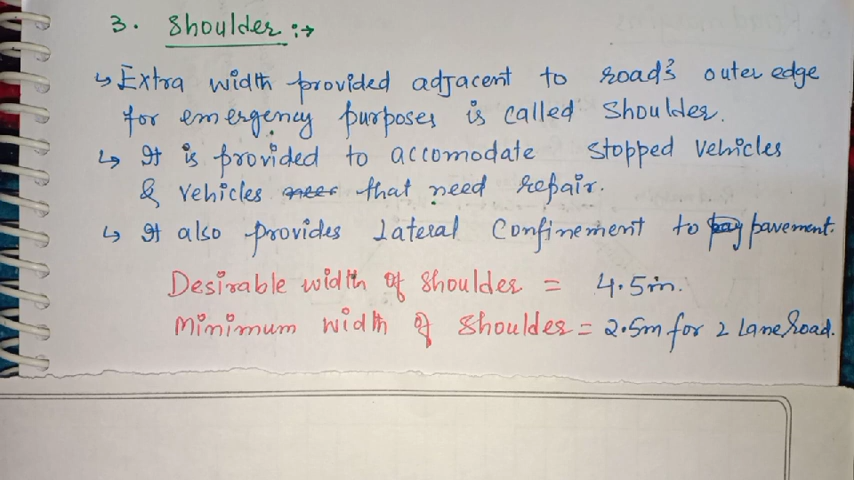 3. Shoulder :→
↳ Extra width provided adjacent to road's outer edge
for emergency purposes is called Shoulder.
↳ It is provided to accomodate stopped vehicles
& vehicles that need repair.
↳ It also provides Lateral Confinement to pavement.
Desirable width of shoulder = 4.5m.
Minimum width of shoulder = 2.5m for 2 Lane Road.